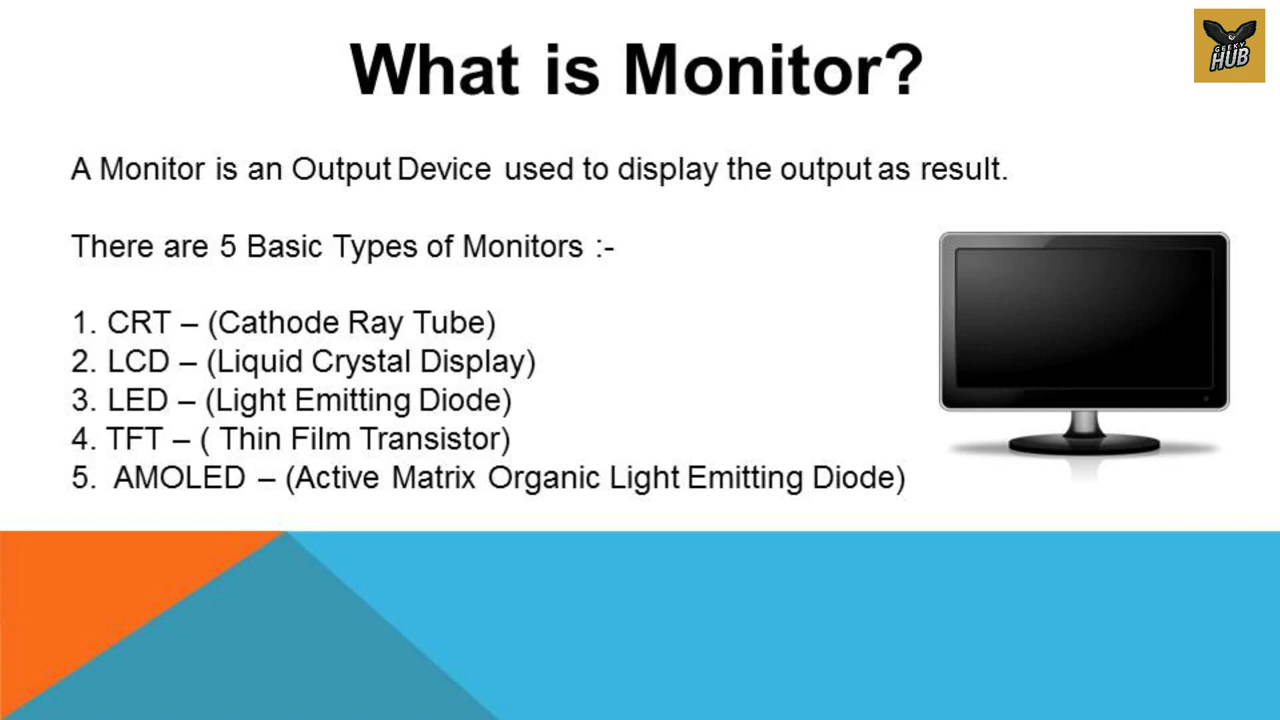 What is Monitor?
GEEKY
HUB
A Monitor is an Output Device used to display the output as result.
There are 5 Basic Types of Monitors :-
1. CRT – (Cathode Ray Tube)
2. LCD – (Liquid Crystal Display)
3. LED – (Light Emitting Diode)
4. TFT – ( Thin Film Transistor)
5. AMOLED – (Active Matrix Organic Light Emitting Diode)